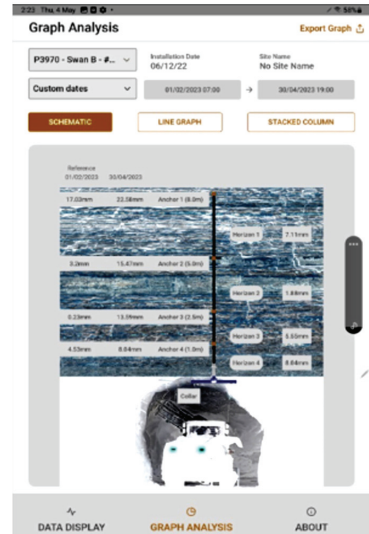 2:23 Thu, 4 May
56%
Graph Analysis
Export Graph
P3970 - Swan B - #...
Installation Date
06/12/22
Site Name
No Site Name
Custom dates
01/02/2023 07:00
30/04/2023 19:00
SCHEMATIC
LINE GRAPH
STACKED COLUMN
Reference
01/02/2023 30/04/2023
17.03mm 22.58mm Anchor 1 (8.0m)
Horizon 1 7.11mm
3.2mm 15.47mm Anchor 2 (5.0m)
Horizon 2 1.88mm
0.23mm 13.59mm Anchor 3 (2.5m)
Horizon 3
4.53mm 8.04mm Anchor 4 (1.0m)
Horizon 4 8.04mm
Collar
DATA DISPLAY
GRAPH ANALYSIS
ABOUT